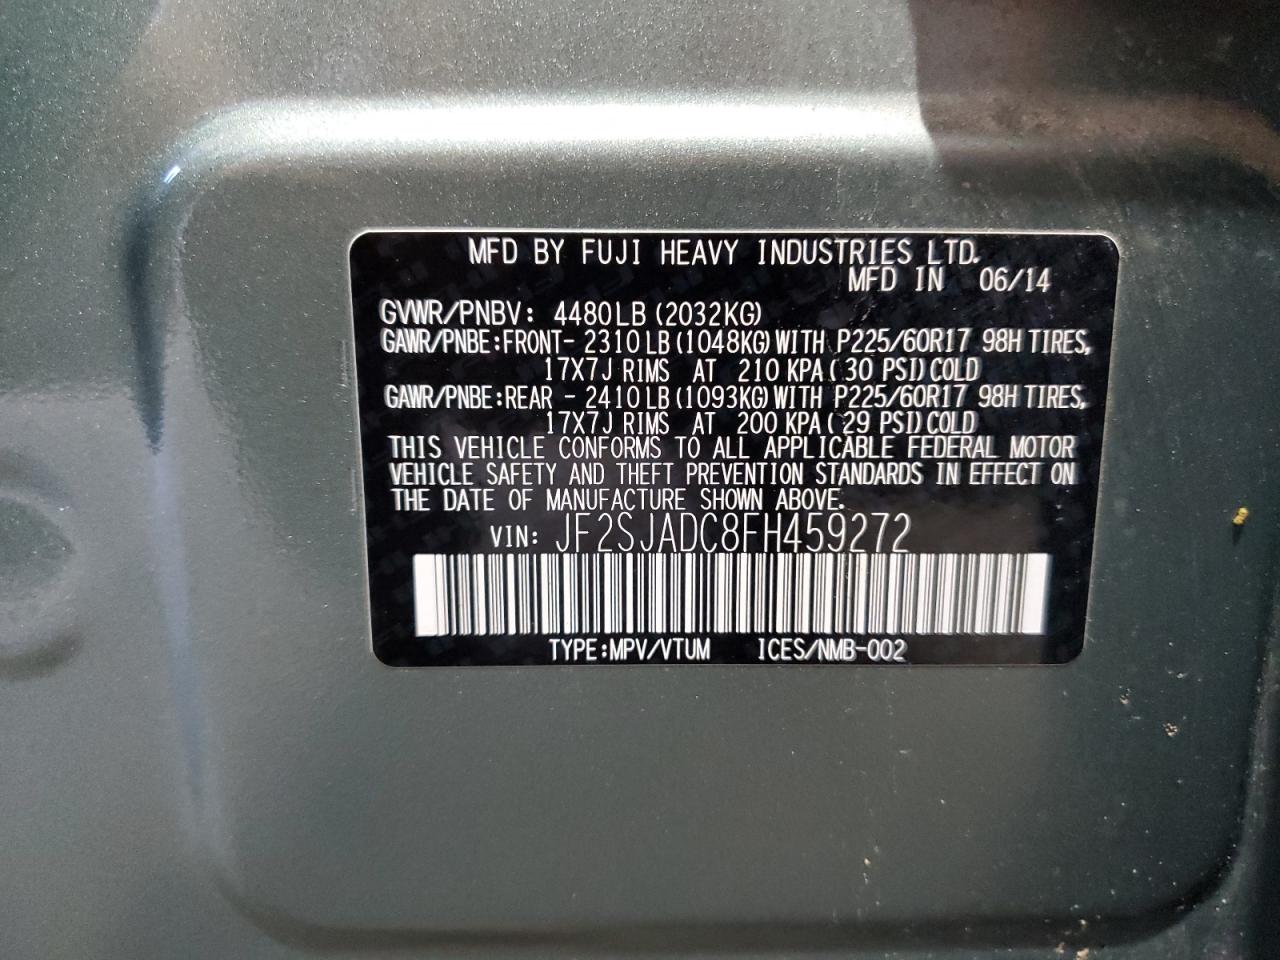 MFD BY FUJI HEAVY INDUSTRIES LTD.
MFD IN 06/14
GVWR/PNBV: 4480LB (2032KG)
GAWR/PNBE:FRONT- 2310LB (1048KG) WITH P225/60R17 98H TIRES,
17X7J RIMS AT 210 KPA (30 PSI) COLD
GAWR/PNBE:REAR - 2410LB (1093KG) WITH P225/60R17 98H TIRES,
17X7J RIMS AT 200 KPA (29 PSI) COLD
THIS VEHICLE CONFORMS TO ALL APPLICABLE FEDERAL MOTOR
VEHICLE SAFETY AND THEFT PREVENTION STANDARDS IN EFFECT ON
THE DATE OF MANUFACTURE SHOWN ABOVE.
VIN: JF2SJADC8FH459272
TYPE:MPV/VTUM ICES/NMB-002